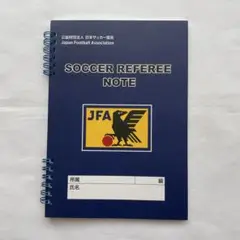 公益財団法人 日本サッカー協会
Japan Football Association
SOCCER REFEREE
NOTE
JFA
所属
級
氏名